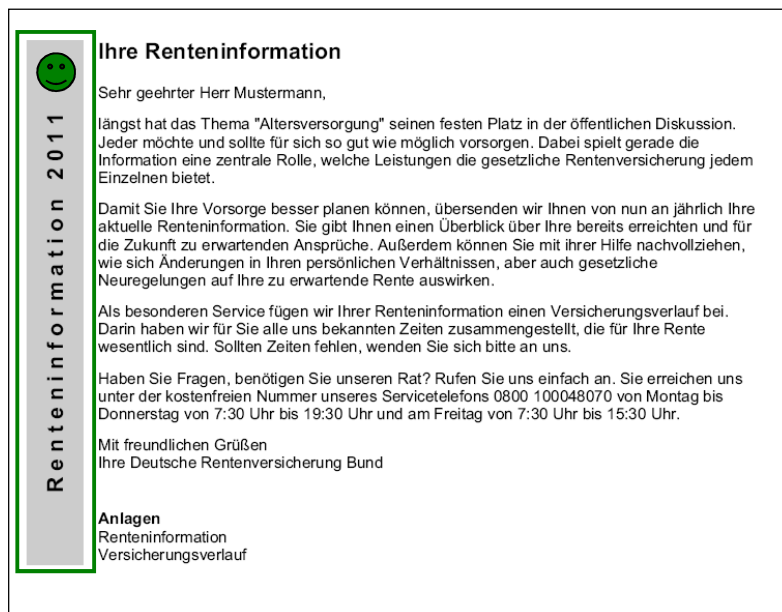 Renteninformation 2011
Ihre Renteninformation
Sehr geehrter Herr Mustermann,
längst hat das Thema "Altersversorgung" seinen festen Platz in der öffentlichen Diskussion.
Jeder möchte und sollte für sich so gut wie möglich vorsorgen. Dabei spielt gerade die
Information eine zentrale Rolle, welche Leistungen die gesetzliche Rentenversicherung jedem
Einzelnen bietet.
Damit Sie Ihre Vorsorge besser planen können, übersenden wir Ihnen von nun an jährlich Ihre
aktuelle Renteninformation. Sie gibt Ihnen einen Überblick über Ihre bereits erreichten und für
die Zukunft zu erwartenden Ansprüche. Außerdem können Sie mit ihrer Hilfe nachvollziehen,
wie sich Änderungen in Ihren persönlichen Verhältnissen, aber auch gesetzliche
Neuregelungen auf Ihre zu erwartende Rente auswirken.
Als besonderen Service fügen wir Ihrer Renteninformation einen Versicherungsverlauf bei.
Darin haben wir für Sie alle uns bekannten Zeiten zusammengestellt, die für Ihre Rente
wesentlich sind. Sollten Zeiten fehlen, wenden Sie sich bitte an uns.
Haben Sie Fragen, benötigen Sie unseren Rat? Rufen Sie uns einfach an. Sie erreichen uns
unter der kostenfreien Nummer unseres Servicetelefons 0800 100048070 von Montag bis
Donnerstag von 7:30 Uhr bis 19:30 Uhr und am Freitag von 7:30 Uhr bis 15:30 Uhr.
Mit freundlichen Grüßen
Ihre Deutsche Rentenversicherung Bund
Anlagen
Renteninformation
Versicherungsverlauf